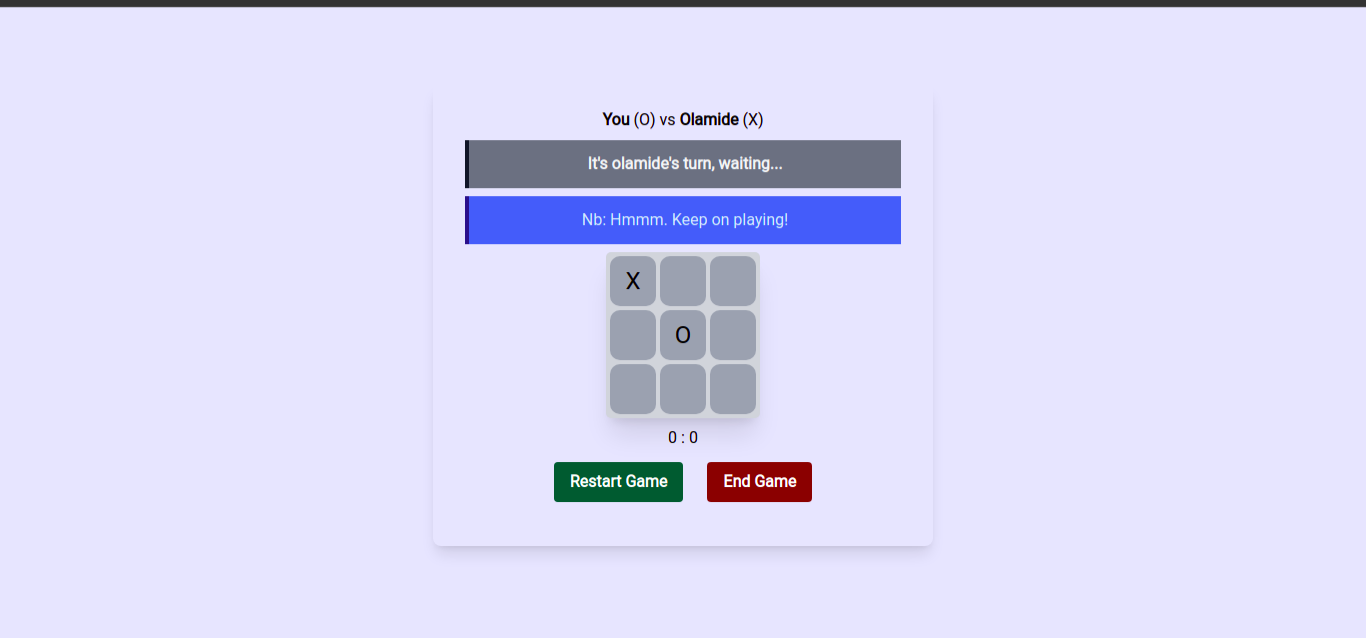 You (O) vs Olamide (X)
It's olamide's turn, waiting...
Nb: Hmmm. Keep on playing!
X
O
0 : 0
Restart Game End Game